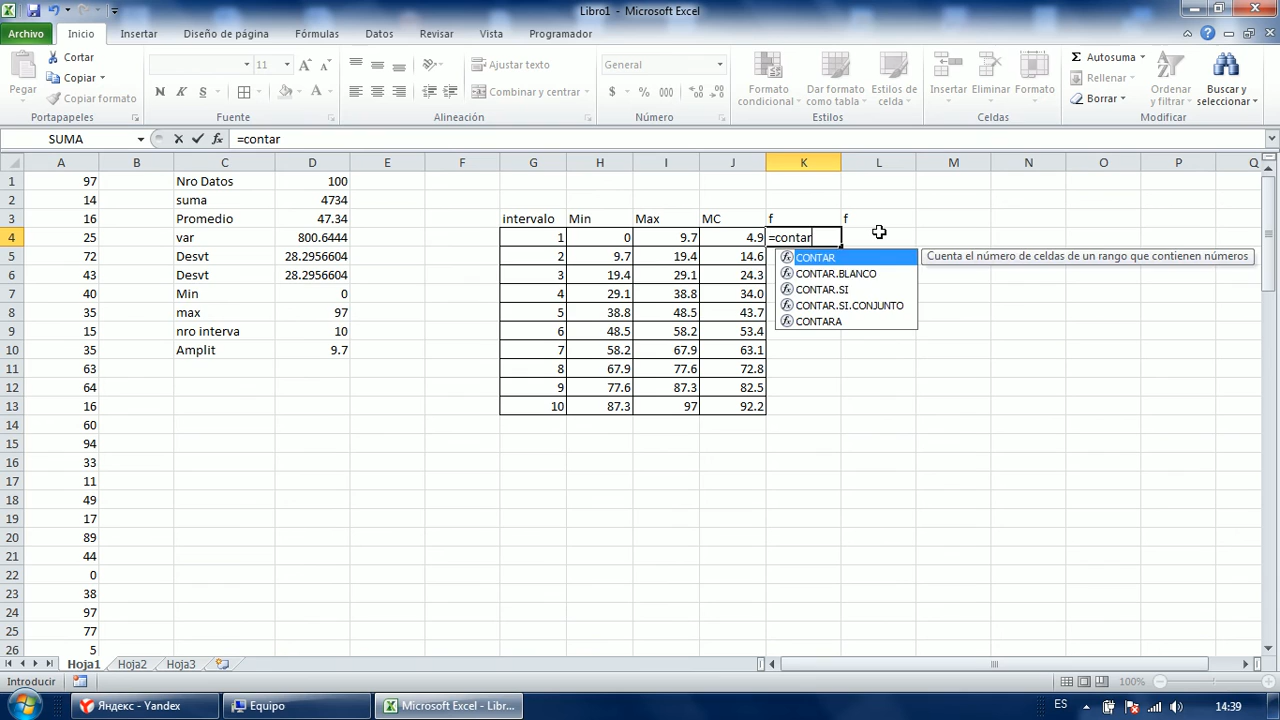 Libro1 - Microsoft Excel
Archivo Inicio Insertar Diseño de página Fórmulas Datos Revisar Vista Programador
Pegar
Cortar
Copiar
Copiar formato
Portapapeles
11
N K S
Fuente
Ajustar texto
Combinar y centrar
Alineación
General
$ % 000
Número
Formato condicional
Dar formato como tabla
Estilos de celda
Estilos
Insertar Eliminar Formato
Celdas
Autosuma
Rellenar
Borrar
Ordenar y filtrar
Buscar y seleccionar
Modificar
SUMA =contar
A B C D E F G H I J K L M N O P Q
1 97 Nro Datos 100
2 14 suma 4734
3 16 Promedio 47.34 intervalo Min Max MC f f
4 25 var 800.6444 1 0 9.7 4.9 =contar
5 72 Desvt 28.2956604 2 9.7 19.4 14.6
6 43 Desvt 28.2956604 3 19.4 29.1 24.3
7 40 Min 0 4 29.1 38.8 34.0
8 35 max 97 5 38.8 48.5 43.7
9 15 nro interva 10 6 48.5 58.2 53.4
10 35 Amplit 9.7 7 58.2 67.9 63.1
11 63 8 67.9 77.6 72.8
12 64 9 77.6 87.3 82.5
13 16 10 87.3 97 92.2
14 60
15 94
16 33
17 11
18 49
19 17
20 89
21 44
22 0
23 38
24 97
25 77
26 5
CONTAR
CONTAR.BLANCO
CONTAR.SI
CONTAR.SI.CONJUNTO
CONTARA
Cuenta el número de celdas de un rango que contienen números
Hoja1 Hoja2 Hoja3
Introducir 100%
Яндекс - Yandex Equipo Microsoft Excel - Libr... ES 14:39